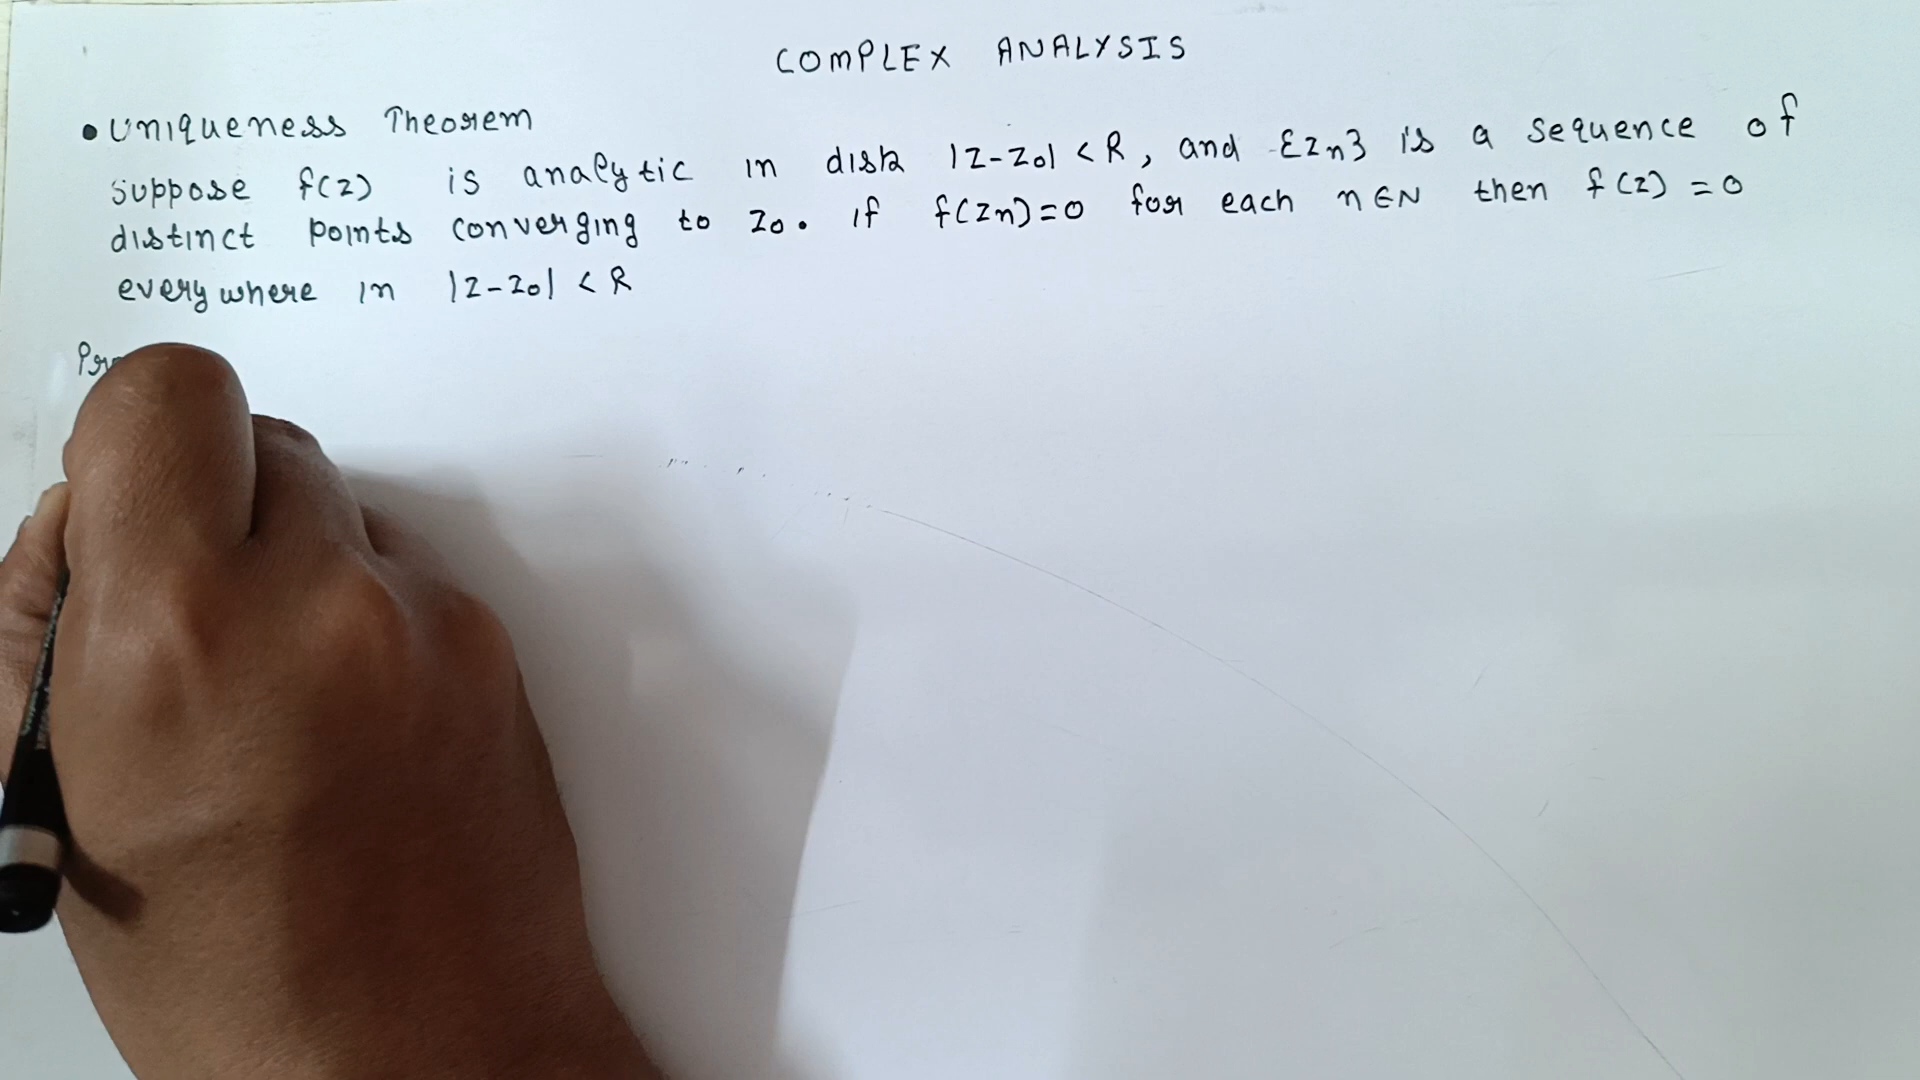 COMPLEX ANALYSIS
• Uniqueness Theorem
suppose f(z) is analytic in disk |z-z₀| < R, and {zn} is a sequence of
distinct points converging to z₀. if f(zn)=0 for each n∈N then f(z) = 0
everywhere in |z-z₀| < R